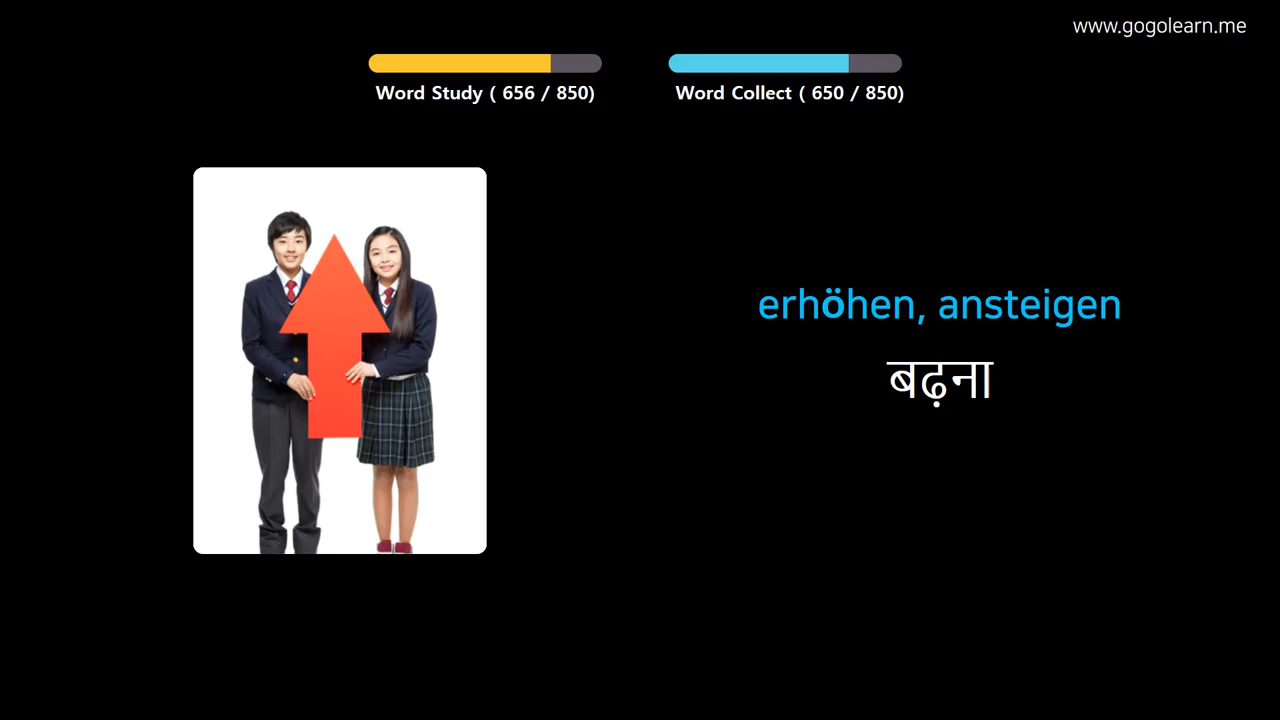 www.gogolearn.me
Word Study ( 656 / 850)
Word Collect ( 650 / 850)
erhöhen, ansteigen
बढ़ना